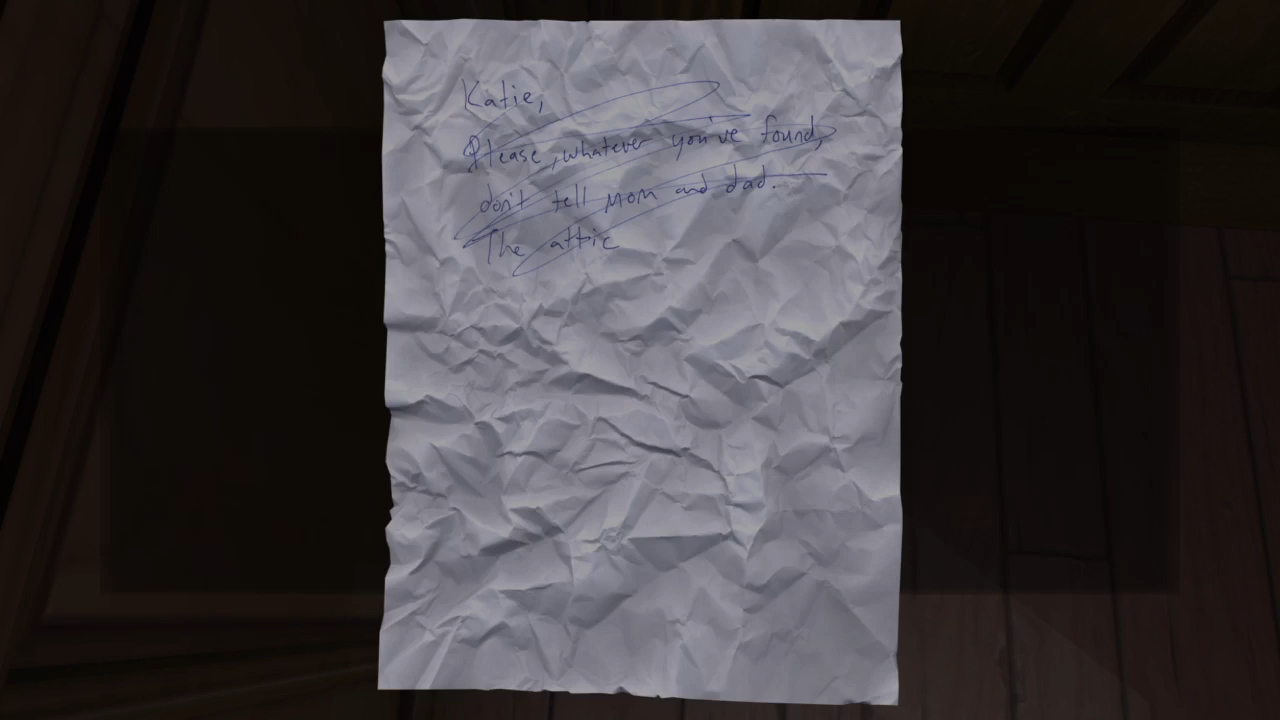 Katie,
Please, whatever you've found,
don't tell Mom and dad.
The attic